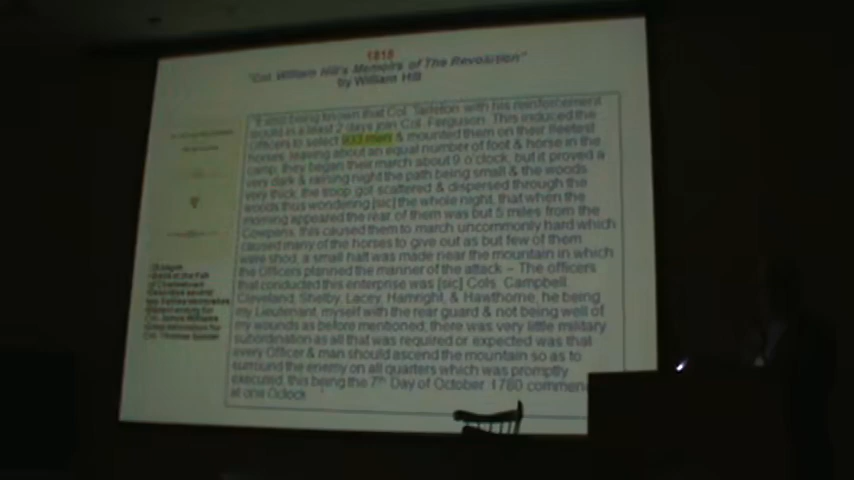 1815
"Col. William Hill's Memoirs of The Revolution"
by William Hill
"It also being known that Col. Tarleton with his reinforcement
would in at least 2 days join Col. Ferguson. This induced the
Officers to select 933 men & mounted them on their fleetest
horses, leaving about an equal number of foot & horse in the
camp, they began their march about 9 o'clock, but it proved a
very dark & raining night the path being small & the woods
very thick, the troop got scattered & dispersed through the
woods thus wondering [sic] the whole night, that when the
morning appeared the rear of them was but 5 miles from the
Cowpens, this caused them to march uncommonly hard which
caused many of the horses to give out as but few of them
were shod, a small halt was made near the mountain in which
the Officers planned the manner of the attack – The officers
that conducted this enterprise was [sic] Cols. Campbell,
Cleveland, Shelby, Lacey, Hamright, & Hawthorne, he being
my Lieutenant, myself with the rear guard & not being well of
my wounds as before mentioned, there was very little military
subordination as all that was required or expected was that
every Officer & man should ascend the mountain so as to
surround the enemy on all quarters which was promptly
executed, this being the 7th Day of October 1780 commenc
at one Oclock